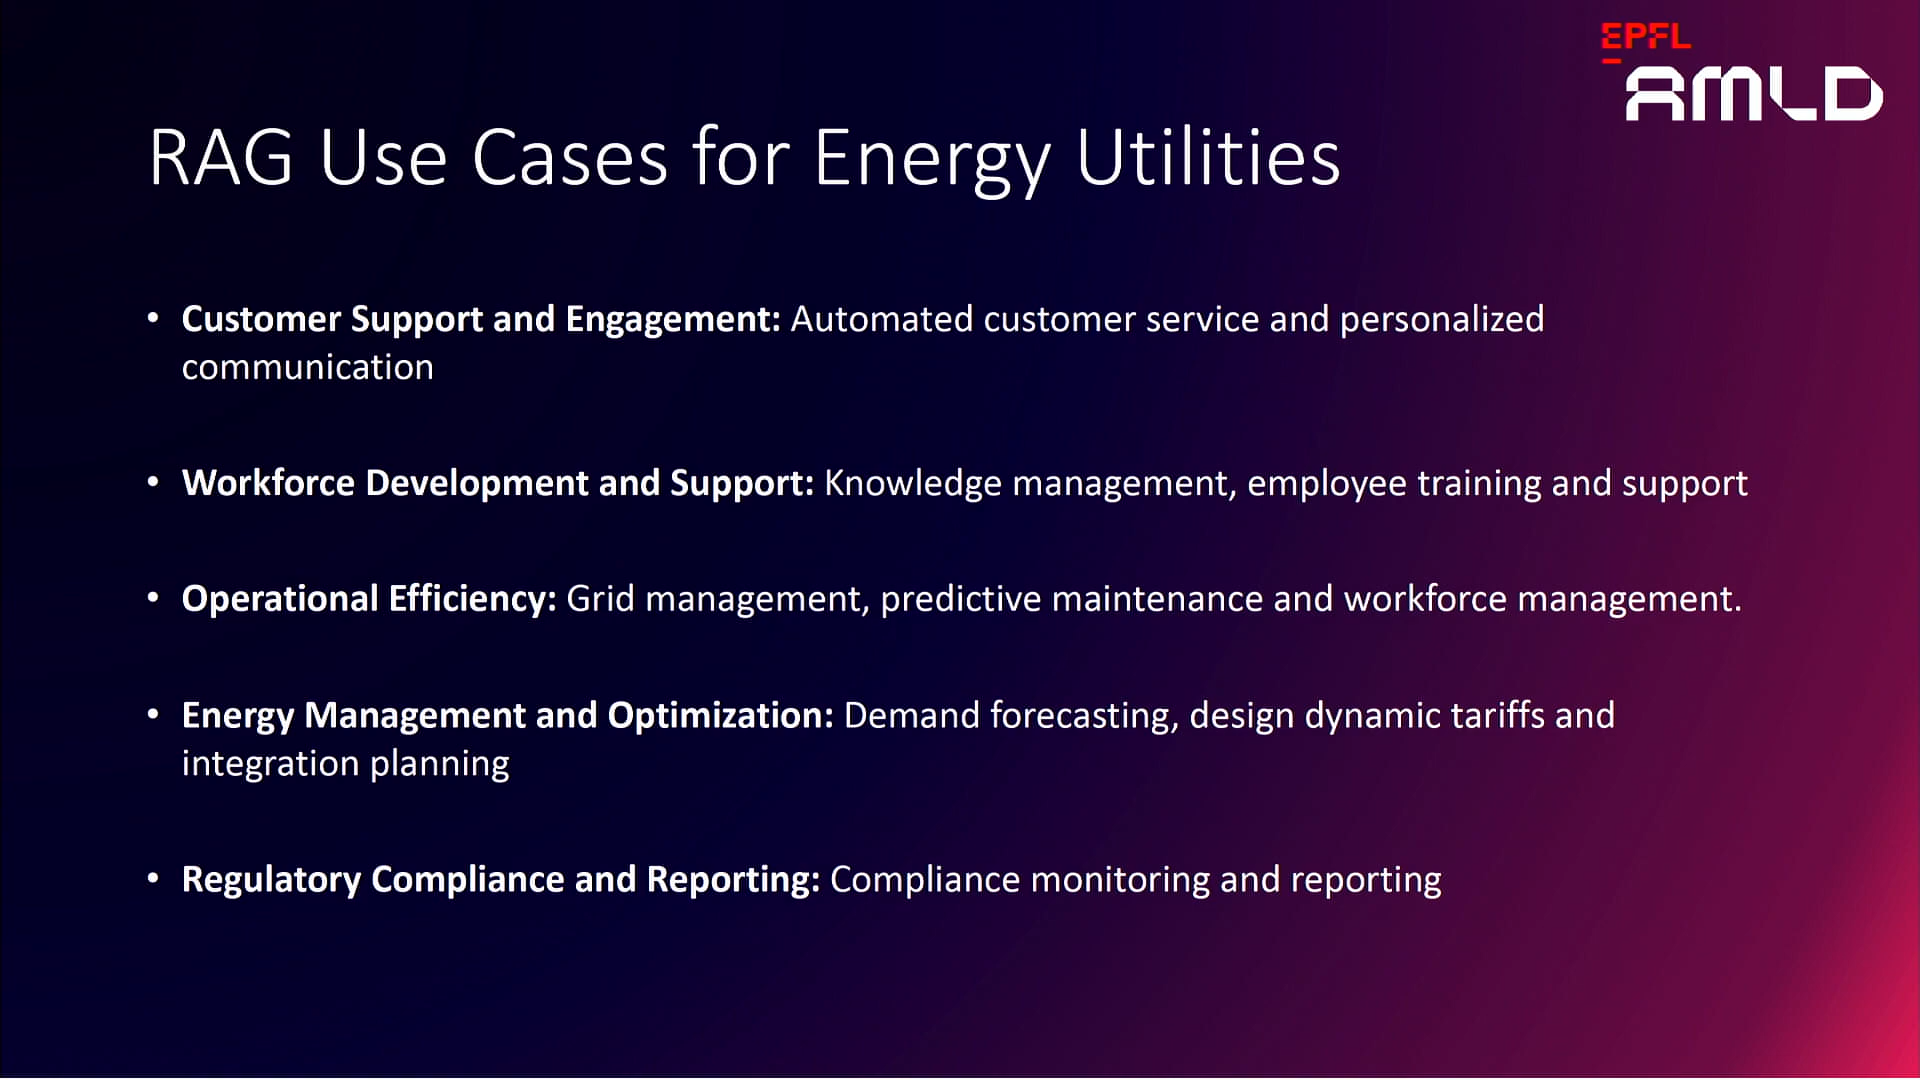 EPFL
AMLD
RAG Use Cases for Energy Utilities
• Customer Support and Engagement: Automated customer service and personalized
communication
• Workforce Development and Support: Knowledge management, employee training and support
• Operational Efficiency: Grid management, predictive maintenance and workforce management.
• Energy Management and Optimization: Demand forecasting, design dynamic tariffs and
integration planning
• Regulatory Compliance and Reporting: Compliance monitoring and reporting